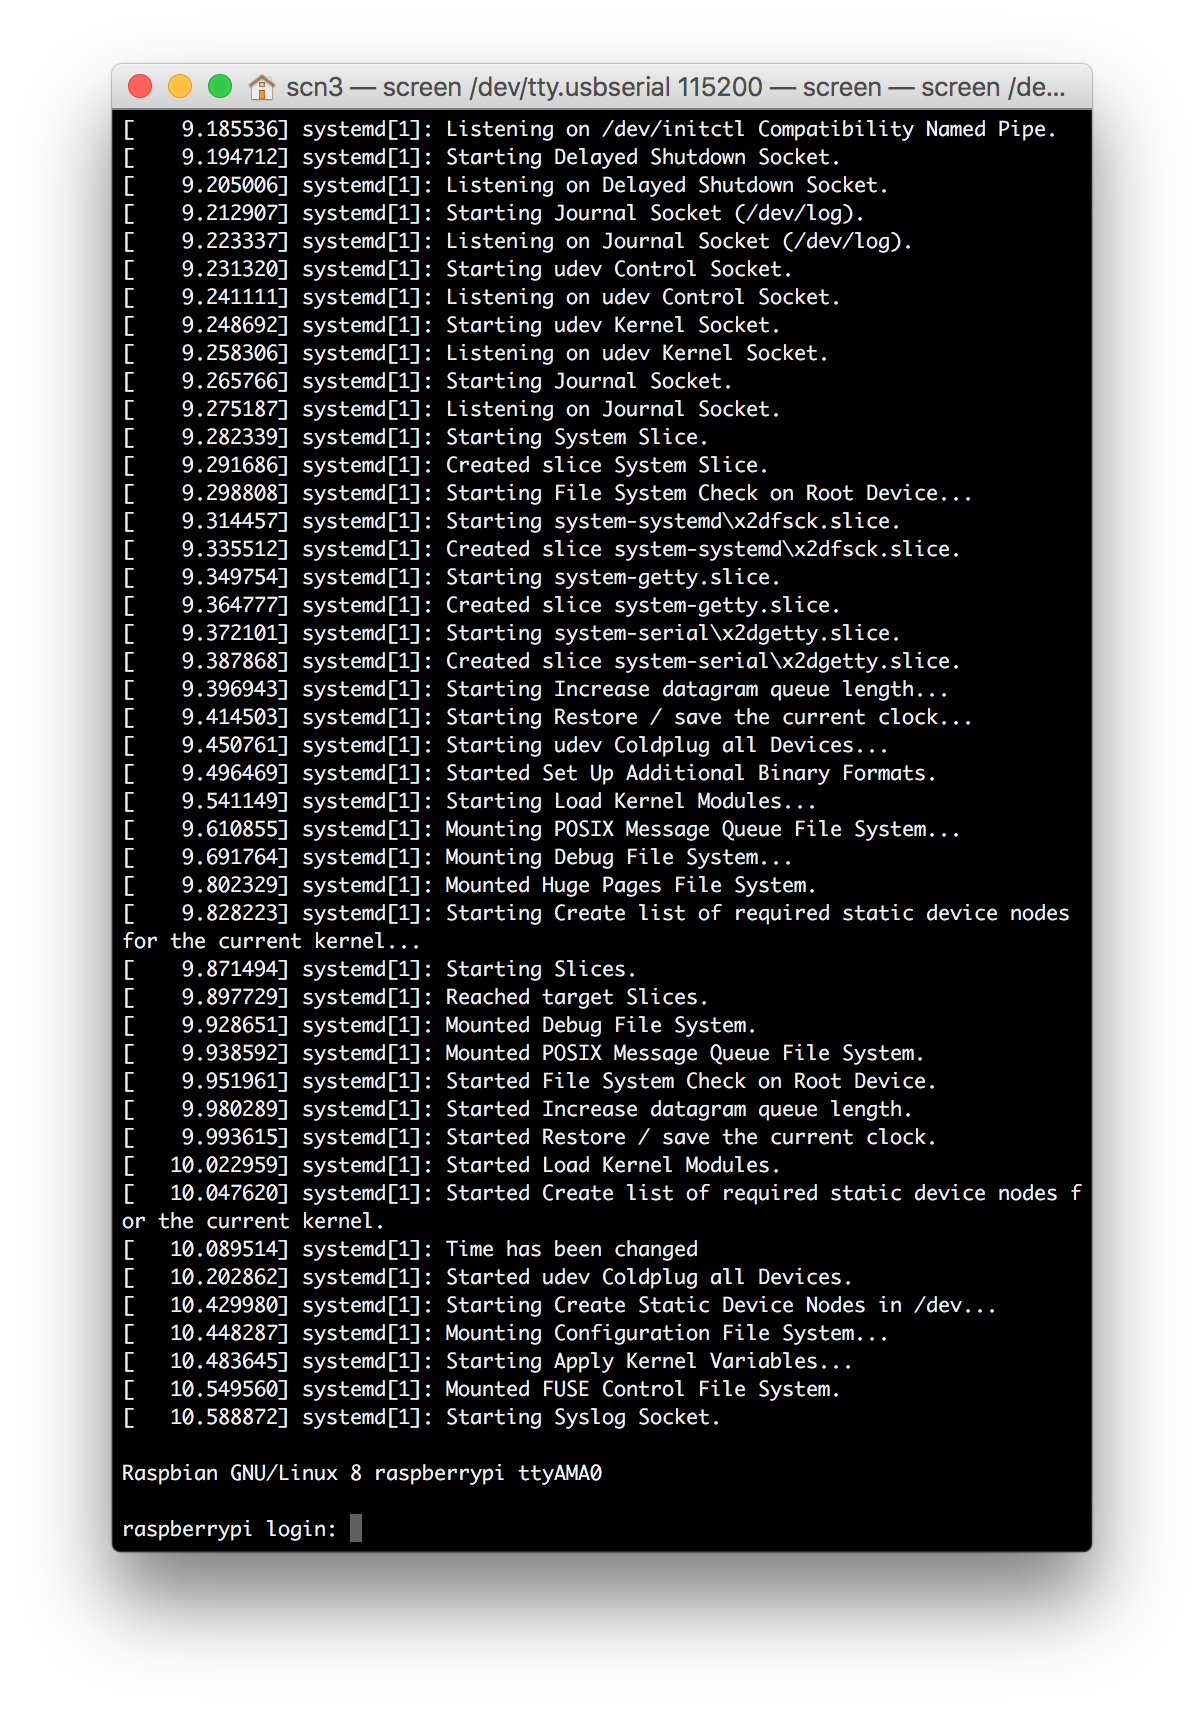 scn3 — screen /dev/tty.usbserial 115200 — screen — screen /de...
[    9.185536] systemd[1]: Listening on /dev/initctl Compatibility Named Pipe.
[    9.194712] systemd[1]: Starting Delayed Shutdown Socket.
[    9.205006] systemd[1]: Listening on Delayed Shutdown Socket.
[    9.212907] systemd[1]: Starting Journal Socket (/dev/log).
[    9.223337] systemd[1]: Listening on Journal Socket (/dev/log).
[    9.231320] systemd[1]: Starting udev Control Socket.
[    9.241111] systemd[1]: Listening on udev Control Socket.
[    9.248692] systemd[1]: Starting udev Kernel Socket.
[    9.258306] systemd[1]: Listening on udev Kernel Socket.
[    9.265766] systemd[1]: Starting Journal Socket.
[    9.275187] systemd[1]: Listening on Journal Socket.
[    9.282339] systemd[1]: Starting System Slice.
[    9.291686] systemd[1]: Created slice System Slice.
[    9.298808] systemd[1]: Starting File System Check on Root Device...
[    9.314457] systemd[1]: Starting system-systemd\x2dfsck.slice.
[    9.335512] systemd[1]: Created slice system-systemd\x2dfsck.slice.
[    9.349754] systemd[1]: Starting system-getty.slice.
[    9.364777] systemd[1]: Created slice system-getty.slice.
[    9.372101] systemd[1]: Starting system-serial\x2dgetty.slice.
[    9.387868] systemd[1]: Created slice system-serial\x2dgetty.slice.
[    9.396943] systemd[1]: Starting Increase datagram queue length...
[    9.414503] systemd[1]: Starting Restore / save the current clock...
[    9.450761] systemd[1]: Starting udev Coldplug all Devices...
[    9.496469] systemd[1]: Started Set Up Additional Binary Formats.
[    9.541149] systemd[1]: Starting Load Kernel Modules...
[    9.610855] systemd[1]: Mounting POSIX Message Queue File System...
[    9.691764] systemd[1]: Mounting Debug File System...
[    9.802329] systemd[1]: Mounted Huge Pages File System.
[    9.828223] systemd[1]: Starting Create list of required static device nodes
for the current kernel...
[    9.871494] systemd[1]: Starting Slices.
[    9.897729] systemd[1]: Reached target Slices.
[    9.928651] systemd[1]: Mounted Debug File System.
[    9.938592] systemd[1]: Mounted POSIX Message Queue File System.
[    9.951961] systemd[1]: Started File System Check on Root Device.
[    9.980289] systemd[1]: Started Increase datagram queue length.
[    9.993615] systemd[1]: Started Restore / save the current clock.
[   10.022959] systemd[1]: Started Load Kernel Modules.
[   10.047620] systemd[1]: Started Create list of required static device nodes f
or the current kernel.
[   10.089514] systemd[1]: Time has been changed
[   10.202862] systemd[1]: Started udev Coldplug all Devices.
[   10.429980] systemd[1]: Starting Create Static Device Nodes in /dev...
[   10.448287] systemd[1]: Mounting Configuration File System...
[   10.483645] systemd[1]: Starting Apply Kernel Variables...
[   10.549560] systemd[1]: Mounted FUSE Control File System.
[   10.588872] systemd[1]: Starting Syslog Socket.
Raspbian GNU/Linux 8 raspberrypi ttyAMA0
raspberrypi login: